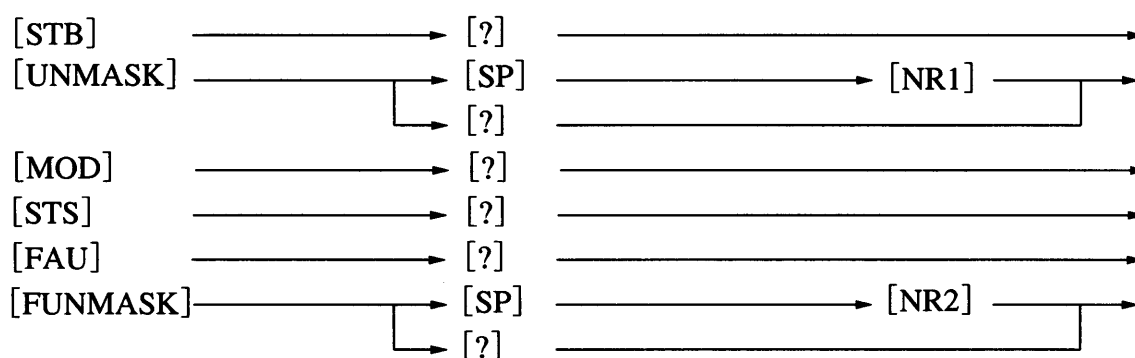 [STB] [?]
[UNMASK] [SP] [NR1]
[?]
[MOD] [?]
[STS] [?]
[FAU] [?]
[FUNMASK] [SP] [NR2]
[?]